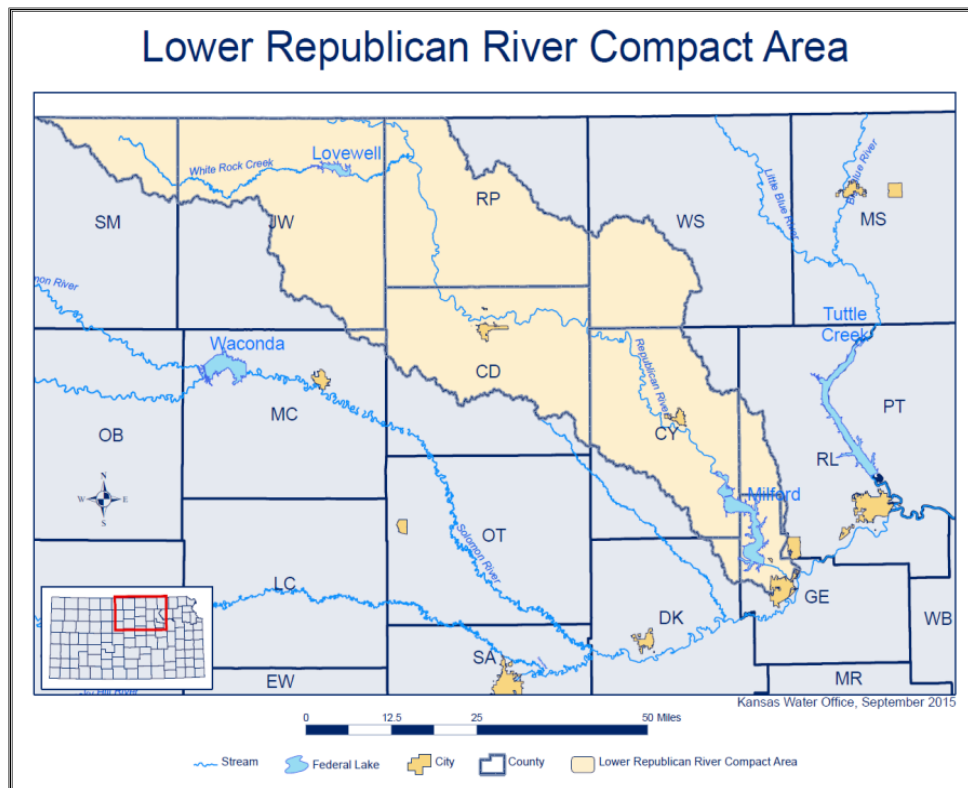 Lower Republican River Compact Area
White Rock Creek
Lovewell
RP
WS
Little Blue River
Big Blue River
MS
SM
JW
Tuttle
Creek
Waconda
CD
Republican River
MC
CY
PT
OB
RL
N
W E
S
Milford
OT
Solomon River
LC
GE
DK
WB
SA
EW
MR
Kansas Water Office, September 2015
0 12.5 25 50 Miles
Stream Federal Lake City County Lower Republican River Compact Area